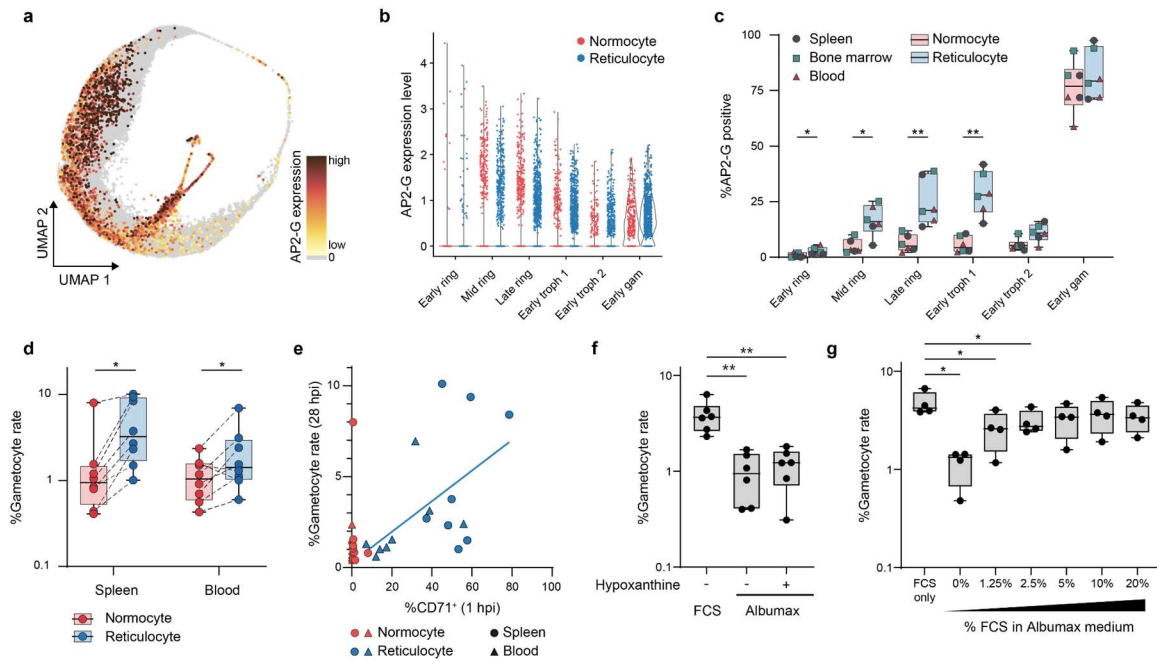 a
UMAP 2
UMAP 1
AP2-G expression
high
low
b
AP2-G expression level
4
3
2
1
0
Normocyte
Reticulocyte
Early ring
Mid ring
Late ring
Early troph 1
Early troph 2
Early gam
c
%AP2-G positive
100
75
50
25
0
Spleen
Bone marrow
Blood
Normocyte
Reticulocyte
* * ** **
Early ring
Mid ring
Late ring
Early troph 1
Early troph 2
Early gam
d
%Gametocyte rate
10
1
0.1
* *
Spleen Blood
Normocyte
Reticulocyte
e
%Gametocyte rate (28 hpi)
10
5
0
0 20 40 60 80 100
%CD71⁺ (1 hpi)
Normocyte
Reticulocyte
Spleen
Blood
f
%Gametocyte rate
10
1
0.1
**
**
Hypoxanthine - - +
FCS Albumax
g
%Gametocyte rate
10
1
0.1
*
*
*
FCS only
0% 1.25% 2.5% 5% 10% 20%
% FCS in Albumax medium